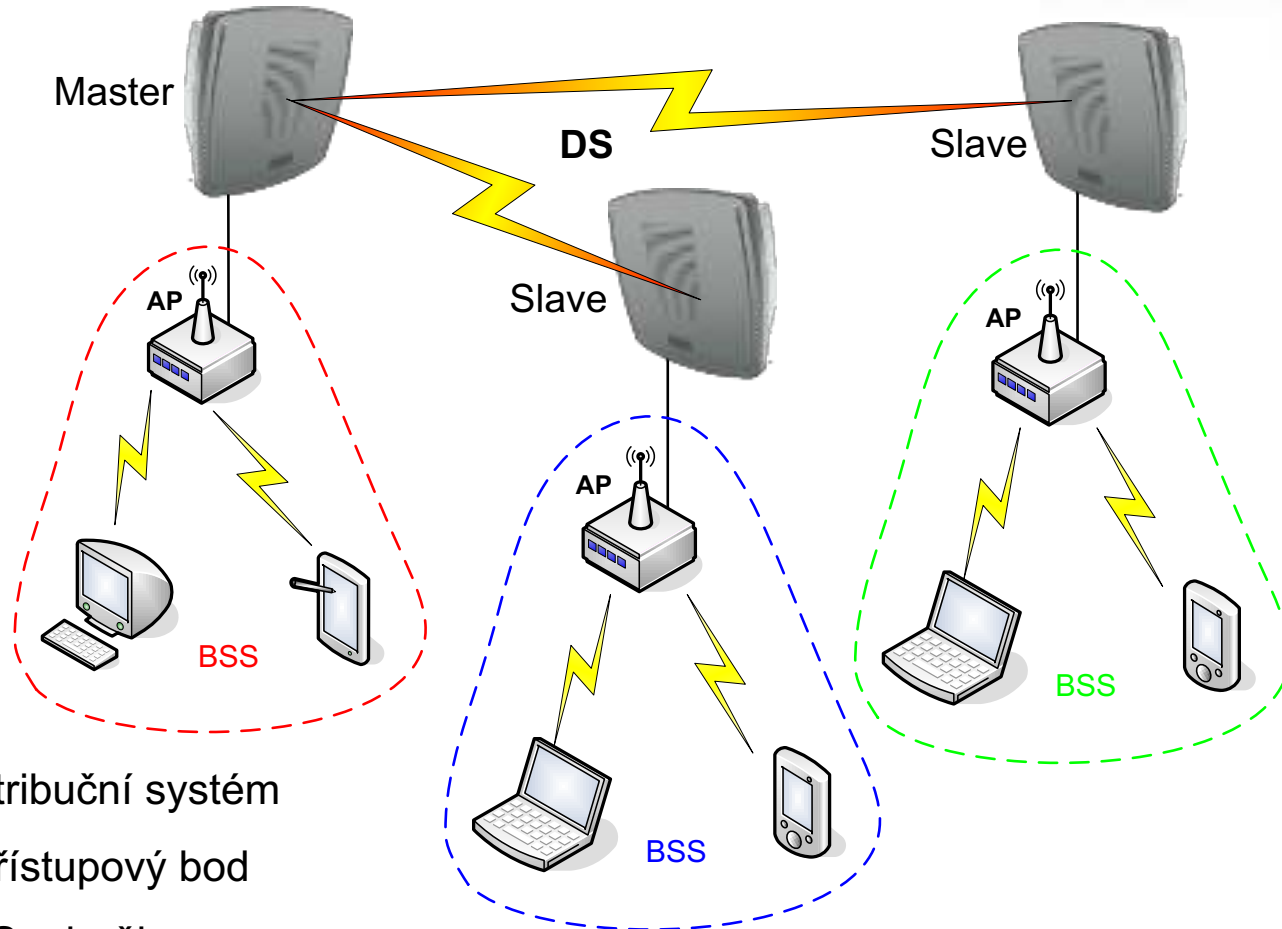 Master
DS
Slave
Slave
AP
AP
AP
BSS
BSS
BSS
tribuční systém
řístupový bod